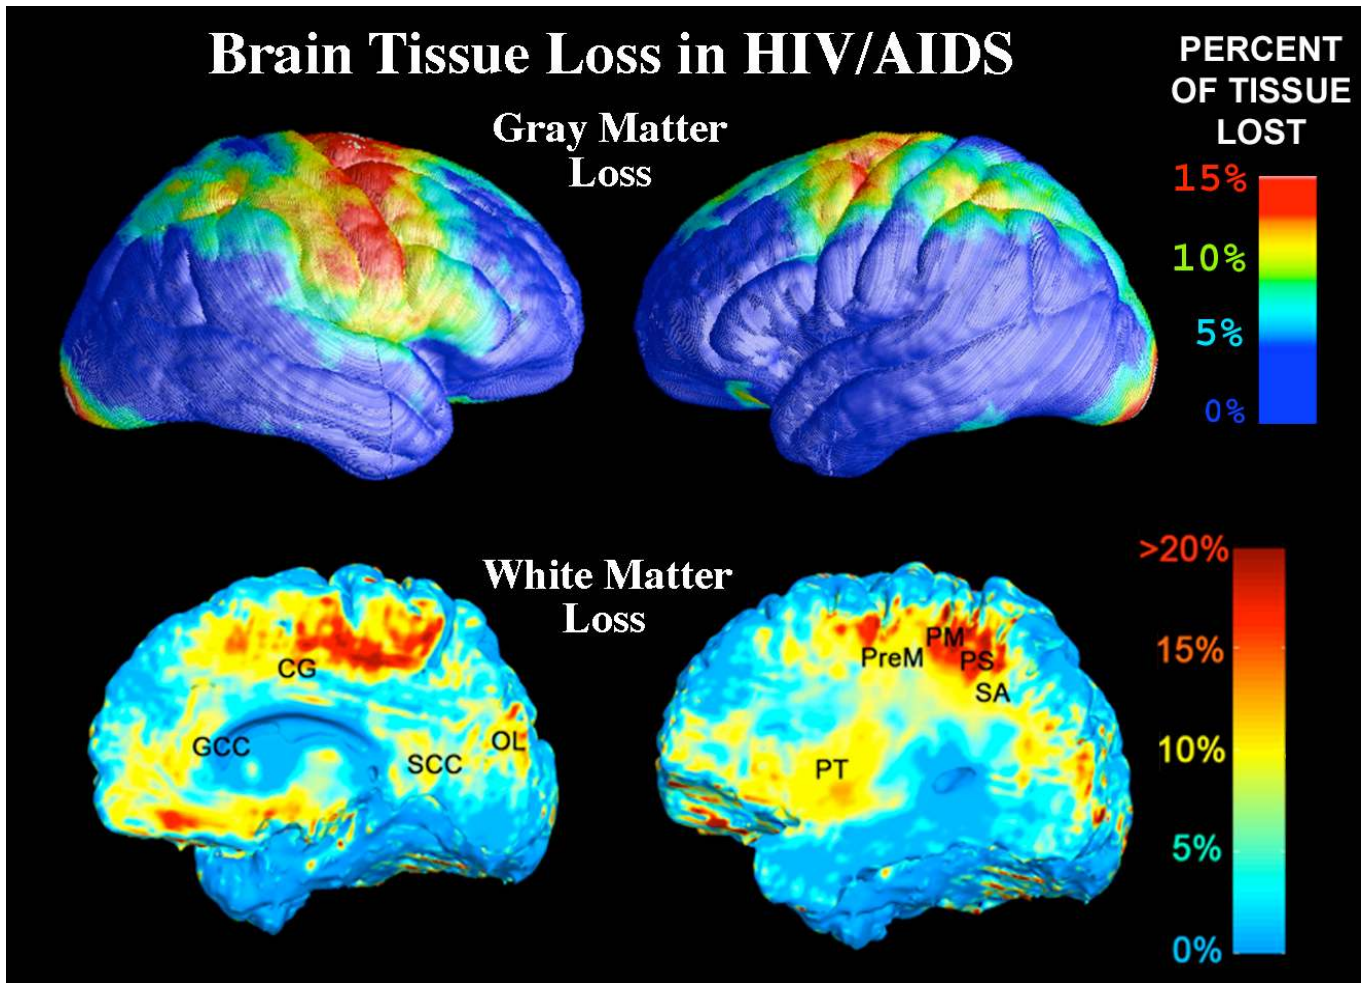 Brain Tissue Loss in HIV/AIDS
Gray Matter
Loss
PERCENT
OF TISSUE
LOST
15%
10%
5%
0%
White Matter
Loss
CG
GCC
SCC
OL
PreM
PM
PS
SA
PT
>20%
15%
10%
5%
0%